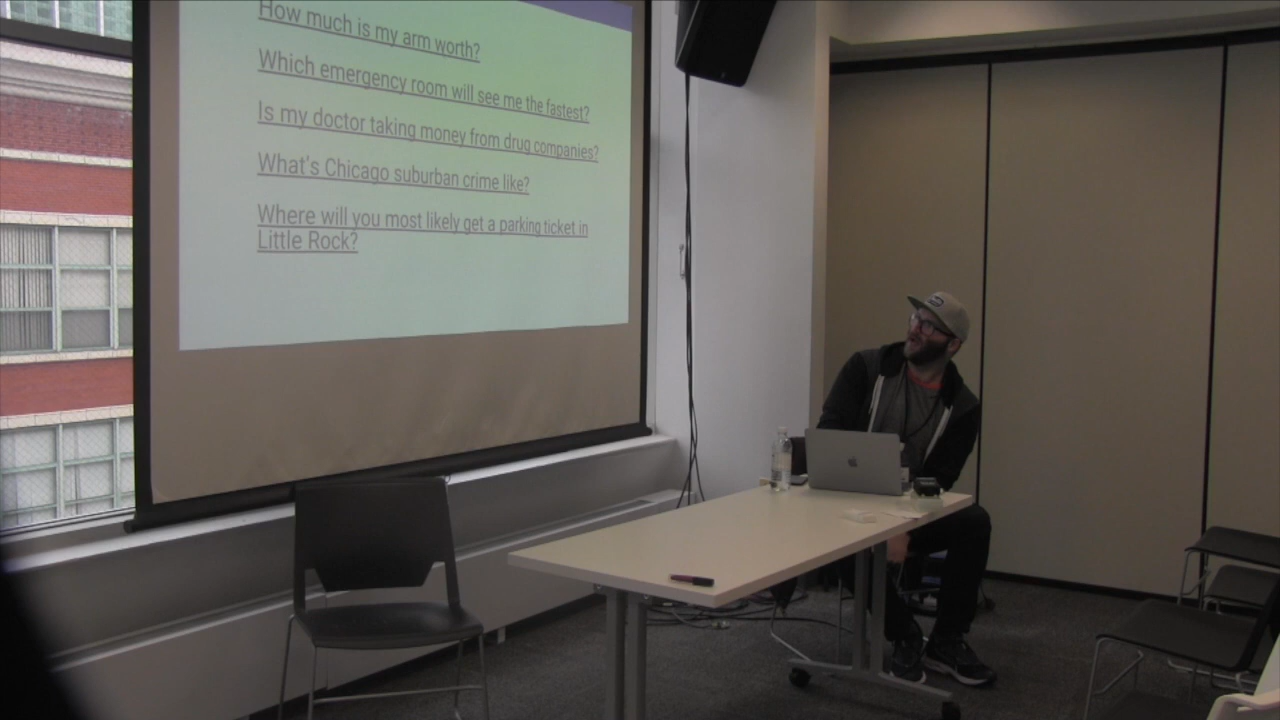 How much is my arm worth?
Which emergency room will see me the fastest?
Is my doctor taking money from drug companies?
What's Chicago suburban crime like?
Where will you most likely get a parking ticket in
Little Rock?